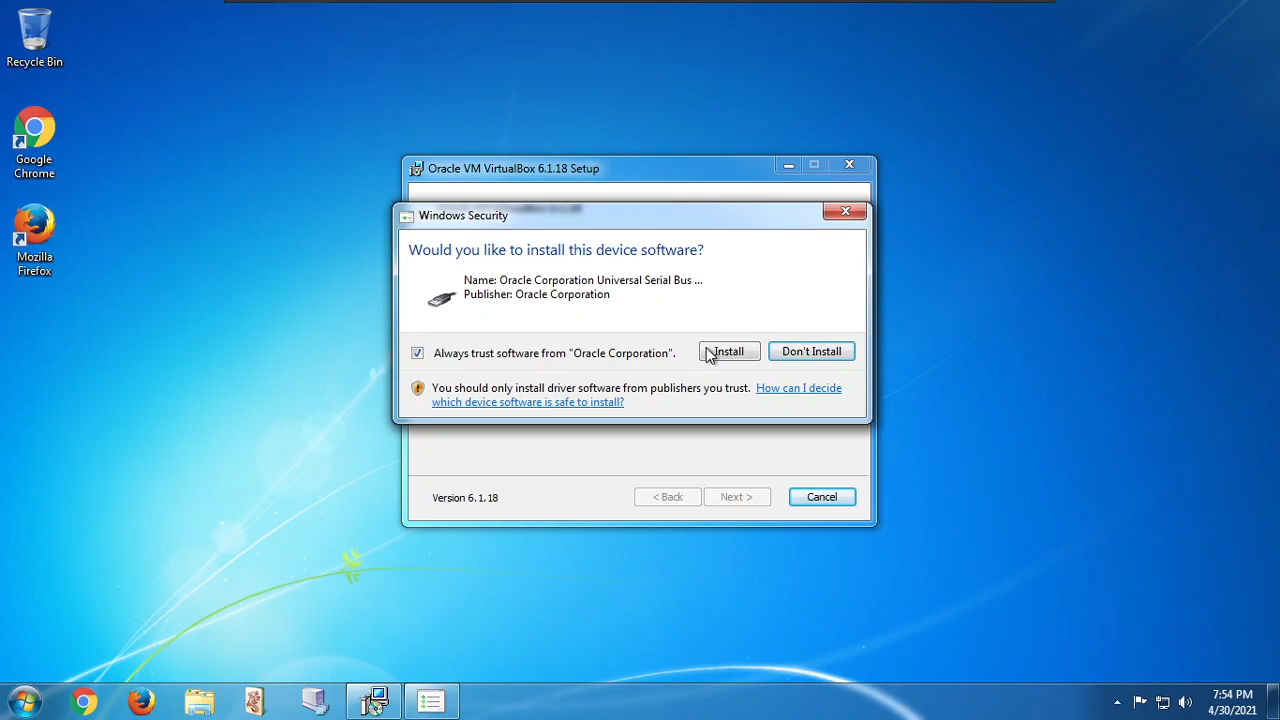 Recycle Bin
Google
Chrome
Mozilla
Firefox
Oracle VM VirtualBox 6.1.18 Setup
Windows Security
Would you like to install this device software?
Name: Oracle Corporation Universal Serial Bus ...
Publisher: Oracle Corporation
Always trust software from "Oracle Corporation".
Install
Don't Install
You should only install driver software from publishers you trust. How can I decide
which device software is safe to install?
Version 6.1.18
< Back
Next >
Cancel
7:54 PM
4/30/2021